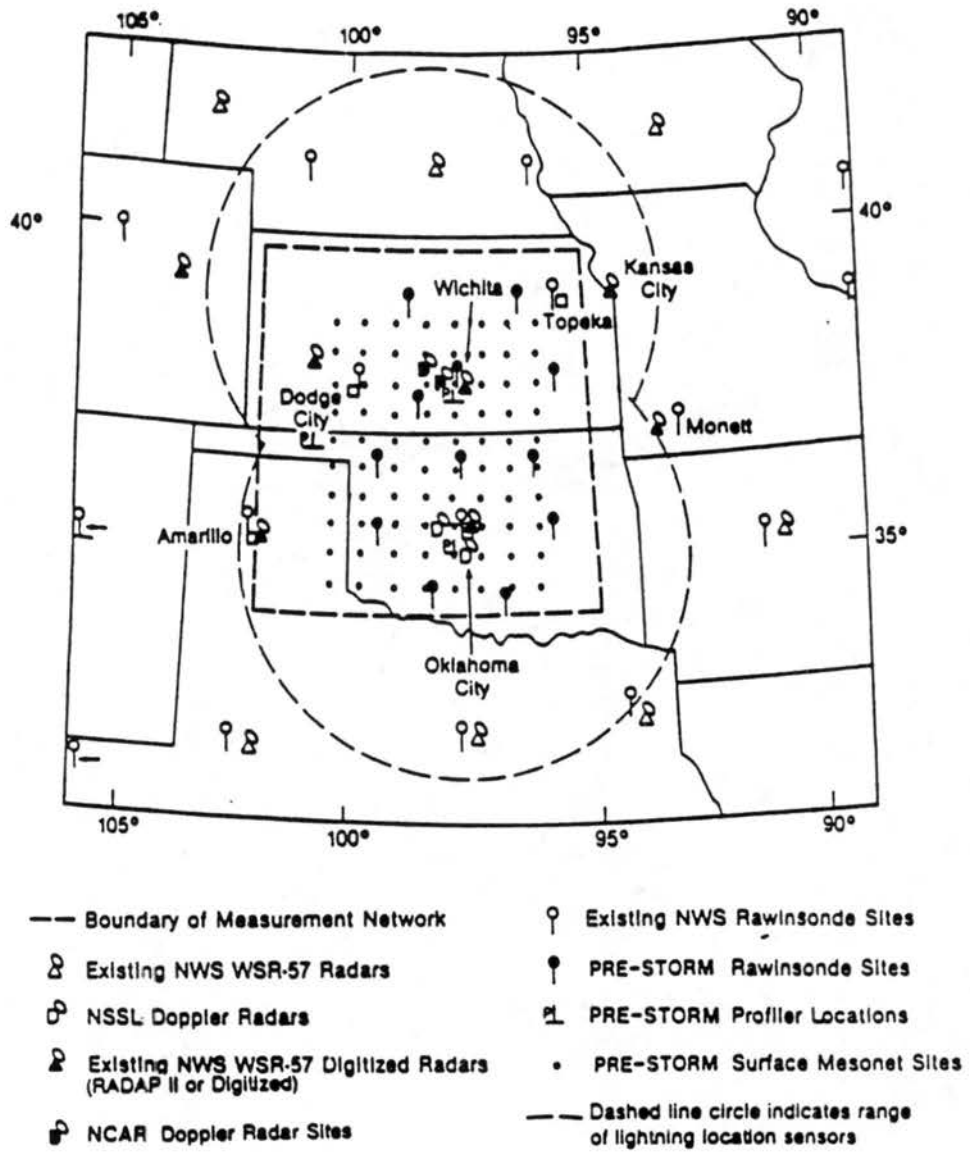 105° 100° 95° 90°
40° 40°
Kansas
City
Wichita
Topeka
Dodge
City
Monett
Amarillo
35°
Oklahoma
City
105° 100° 95° 90°
Boundary of Measurement Network
Existing NWS WSR-57 Radars
NSSL Doppler Radars
Existing NWS WSR-57 Digitized Radars
(RADAP II or Digitized)
NCAR Doppler Radar Sites
Existing NWS Rawinsonde Sites
PRE-STORM Rawinsonde Sites
PRE-STORM Profiler Locations
PRE-STORM Surface Mesonet Sites
Dashed line circle indicates range
of lightning location sensors